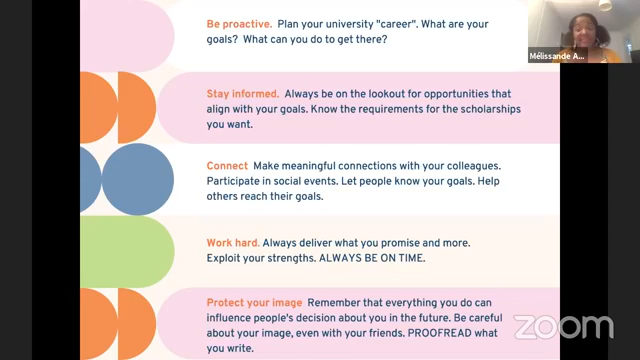 Be proactive. Plan your university "career". What are your
goals? What can you do to get there?
Mélissande A...
Stay informed. Always be on the lookout for opportunities that
align with your goals. Know the requirements for the scholarships
you want.
Connect Make meaningful connections with your colleagues.
Participate in social events. Let people know your goals. Help
others reach their goals.
Work hard. Always deliver what you promise and more.
Exploit your strengths. ALWAYS BE ON TIME.
Protect your image Remember that everything you do can
influence people's decision about you in the future. Be careful
about your image, even with your friends. PROOFREAD what
you write.
zoom